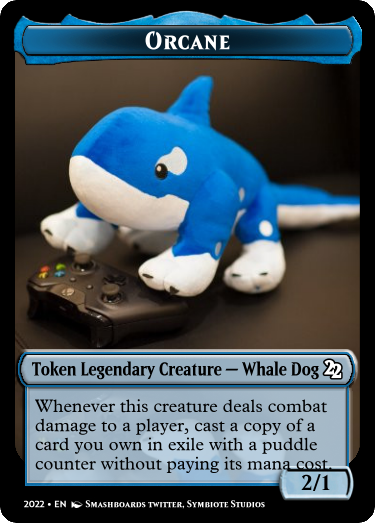 Orcane
Token Legendary Creature — Whale Dog
Whenever this creature deals combat
damage to a player, cast a copy of a
card you own in exile with a puddle
counter without paying its mana cost.
2/1
2022 • EN Smashboards twitter, Symbiote Studios